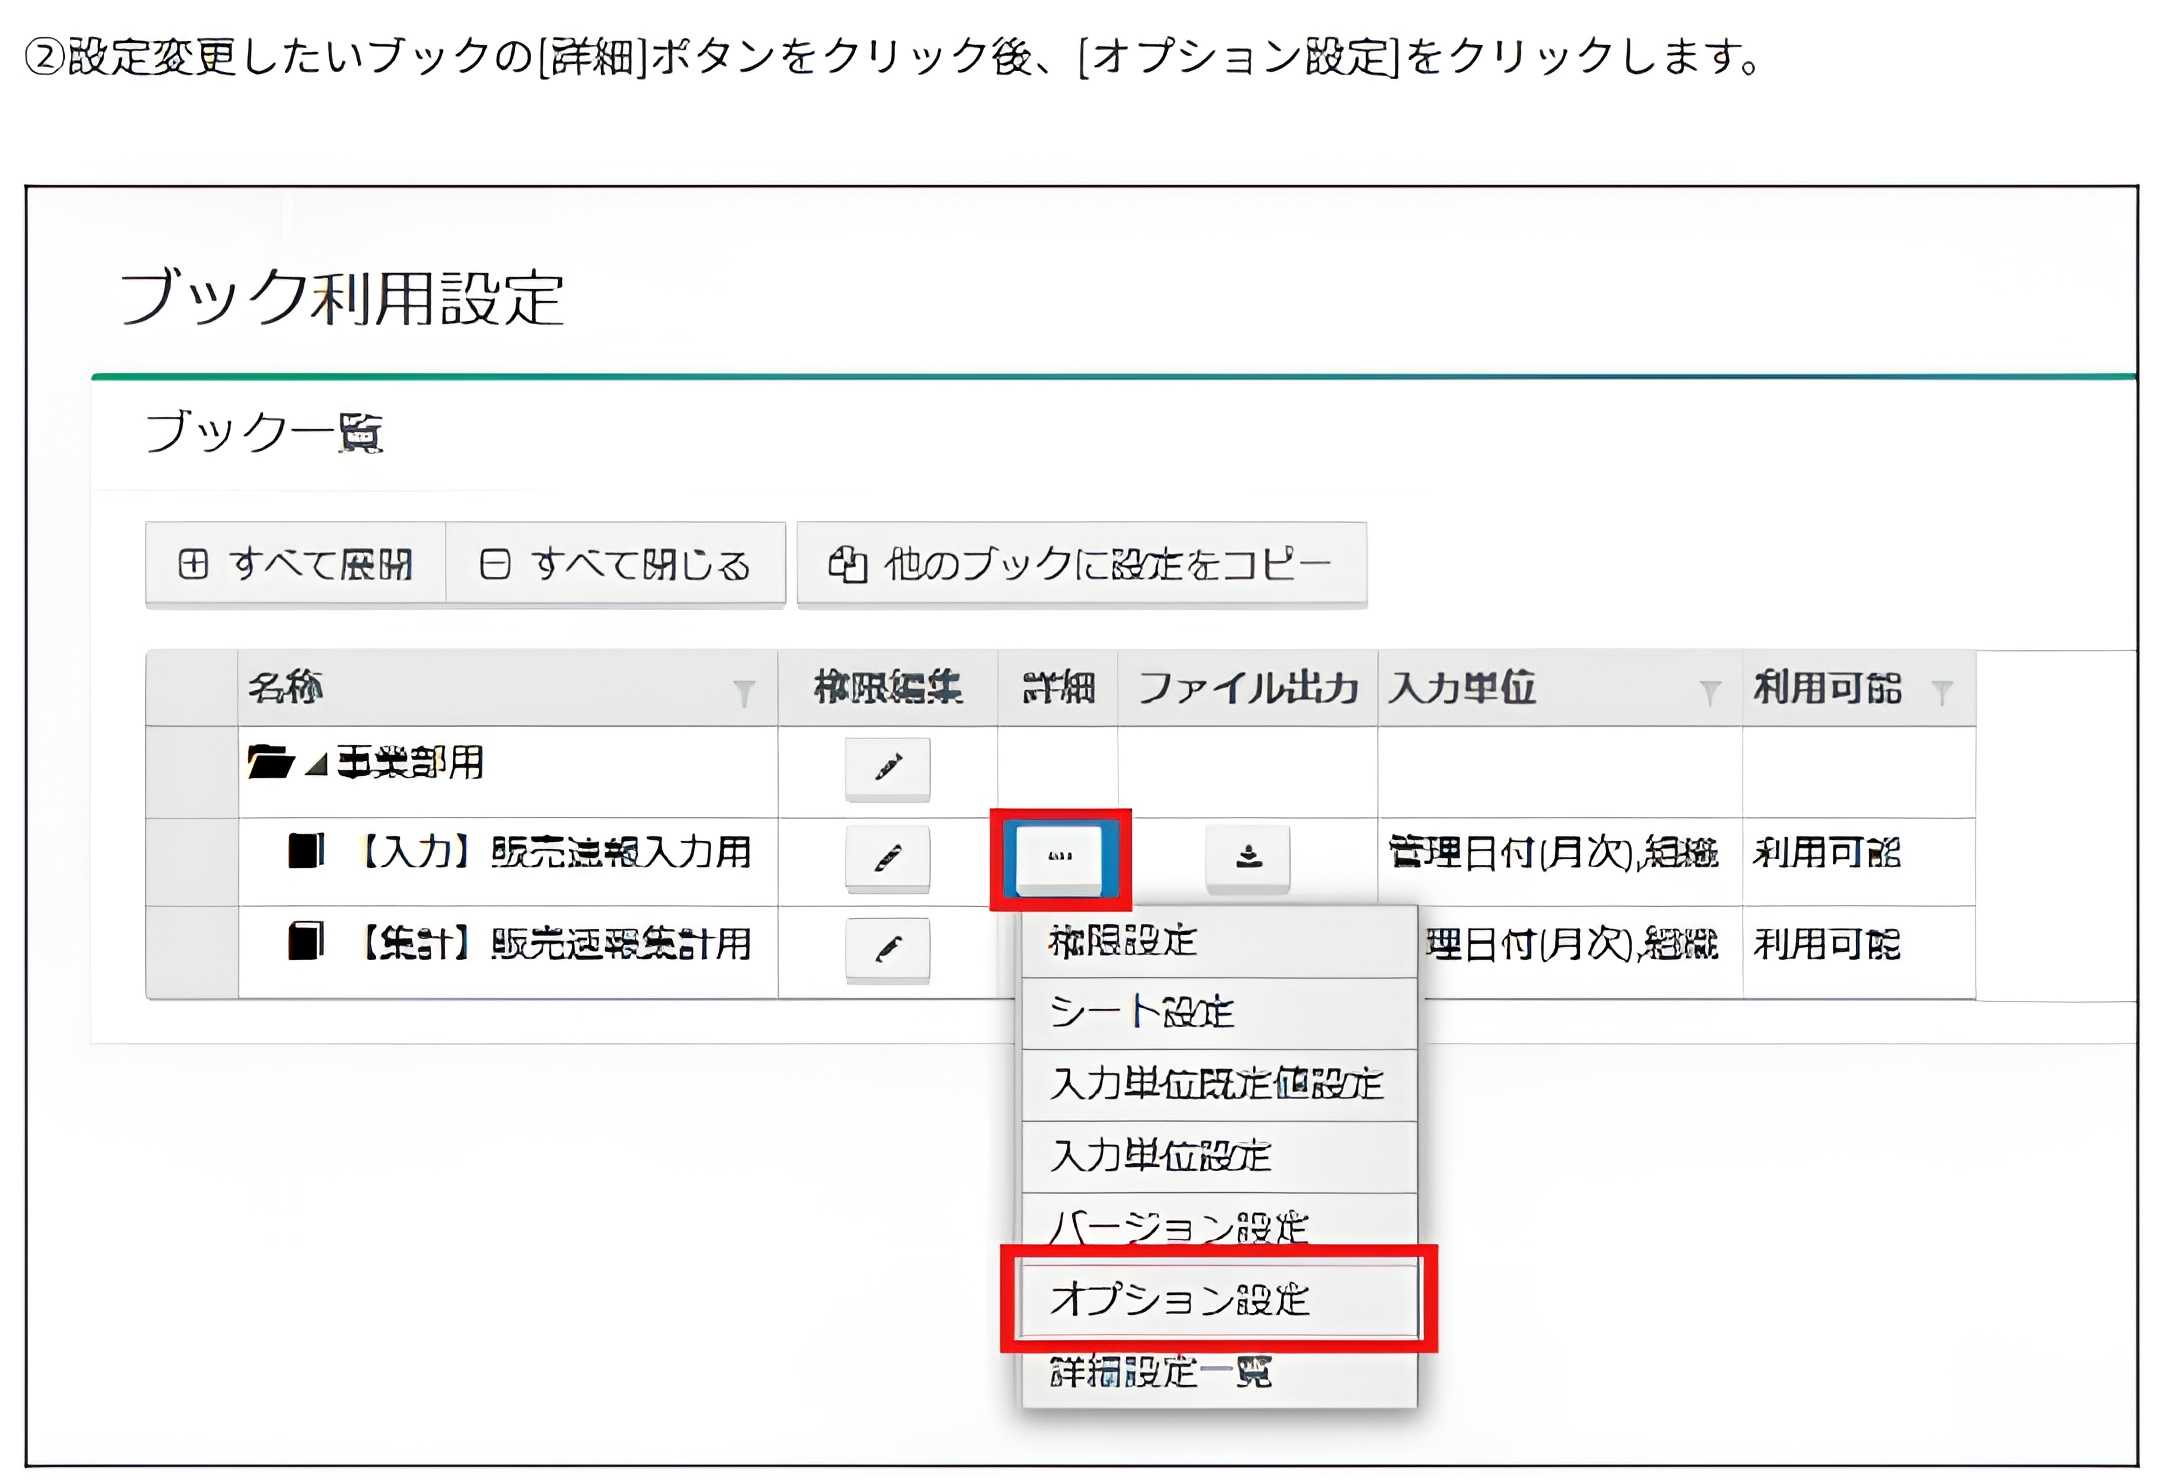 ②設定変更したいブックの[詳細]ボタンをクリック後、[オプション設定]をクリックします。
ブック利用設定
ブック一覧
すべて展開 すべて閉じる 他のブックに設定をコピー
名称 権限編集 詳細 ファイル出力 入力単位 利用可能
事業部用
【入力】販売速報入力用 ... 管理日付(月次),組織 利用可能
【集計】販売速報集計用 理日付(月次),組織 利用可能
権限設定
シート設定
入力単位既定値設定
入力単位設定
バージョン設定
オプション設定
詳細設定一覧